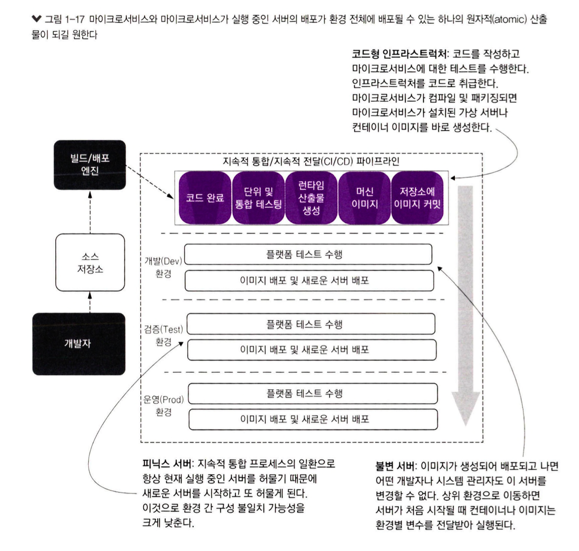 그림 1-17 마이크로서비스와 마이크로서비스가 실행 중인 서버의 배포가 환경 전체에 배포될 수 있는 하나의 원자적(atomic) 산출
물이 되길 원한다
코드형 인프라스트럭처: 코드를 작성하고
마이크로서비스에 대한 테스트를 수행한다.
인프라스트럭처를 코드로 취급한다.
마이크로서비스가 컴파일 및 패키징되면
마이크로서비스가 설치된 가상 서버나
컨테이너 이미지를 바로 생성한다.
빌드/배포
엔진
지속적 통합/지속적 전달(CI/CD) 파이프라인
코드 완료
단위 및
통합 테스팅
런타임
산출물
생성
머신
이미지
저장소에
이미지 커밋
소스
저장소
개발자
개발(Dev)
환경
플랫폼 테스트 수행
이미지 배포 및 새로운 서버 배포
검증(Test)
환경
플랫폼 테스트 수행
이미지 배포 및 새로운 서버 배포
운영(Prod)
환경
플랫폼 테스트 수행
이미지 배포 및 새로운 서버 배포
피닉스 서버: 지속적 통합 프로세스의 일환으로
항상 현재 실행 중인 서버를 허물기 때문에
새로운 서버를 시작하고 또 허물게 된다.
이것으로 환경 간 구성 불일치 가능성을
크게 낮춘다.
불변 서버: 이미지가 생성되어 배포되고 나면
어떤 개발자나 시스템 관리자도 이 서버를
변경할 수 없다. 상위 환경으로 이동하면
서버가 처음 시작될 때 컨테이너나 이미지는
환경별 변수를 전달받아 실행된다.